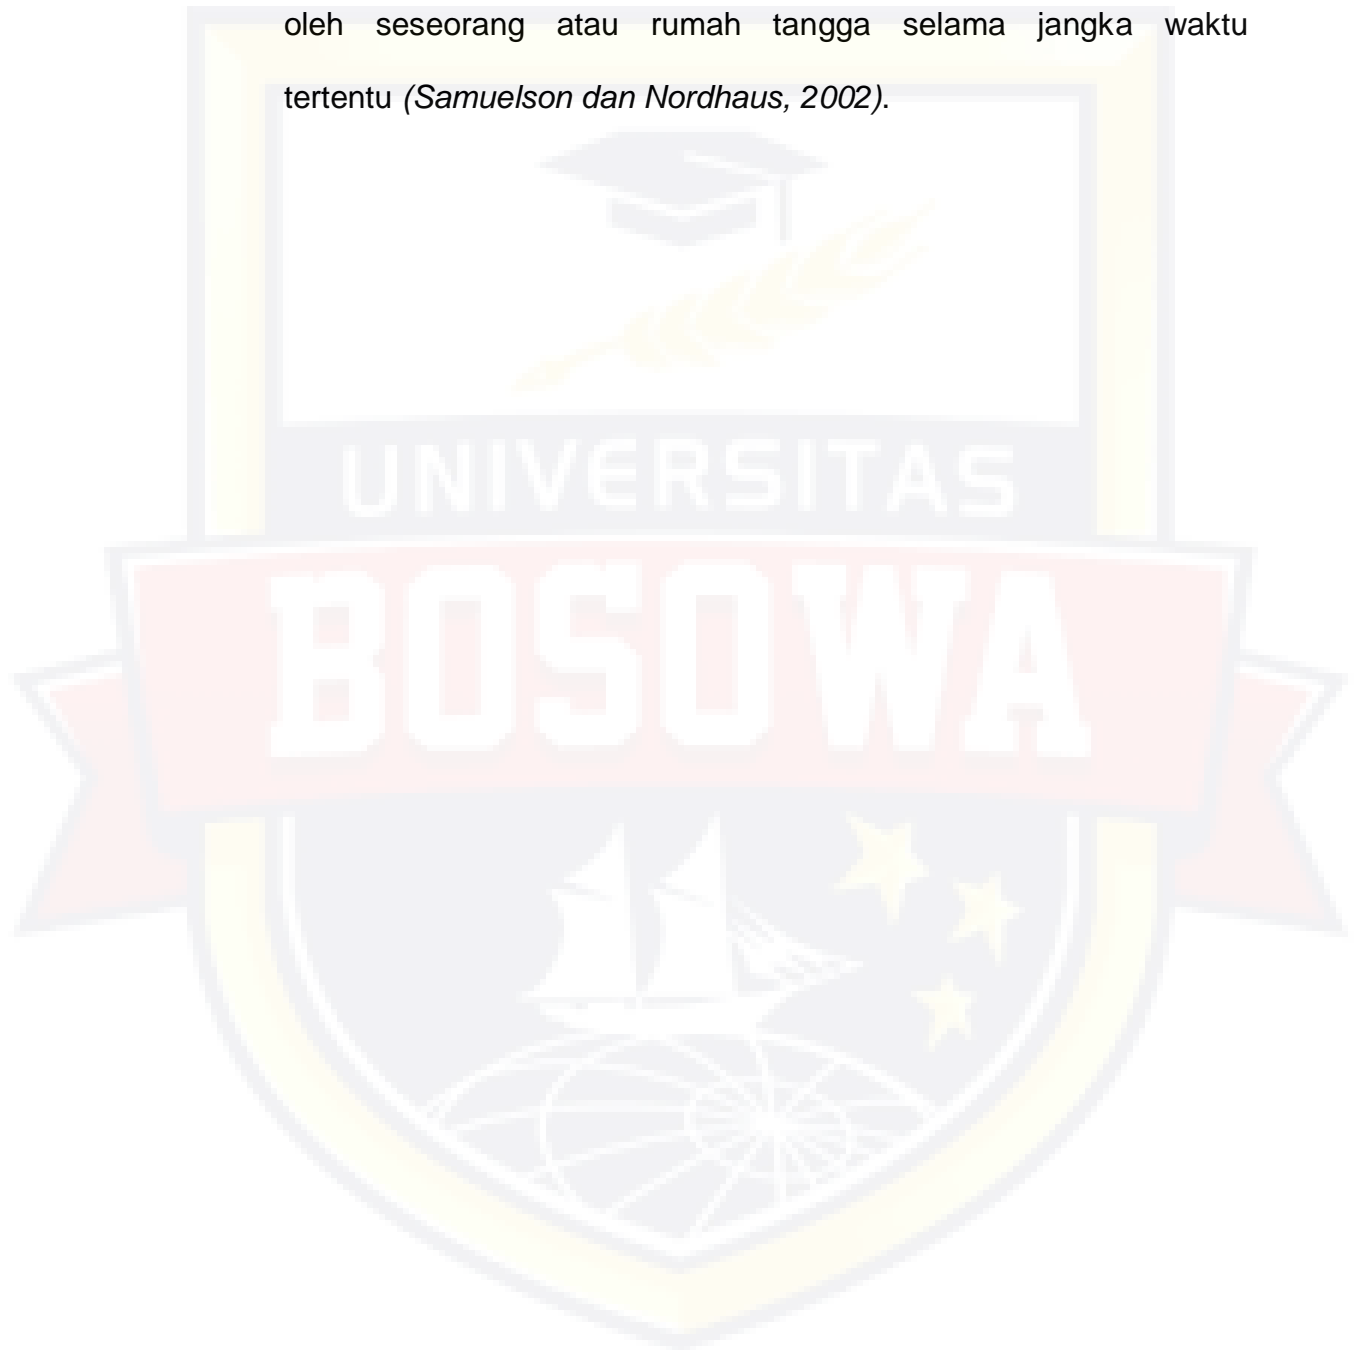 oleh seseorang atau rumah tangga selama jangka waktu
tertentu (Samuelson dan Nordhaus, 2002).
UNIVERSITAS
BOSOWA